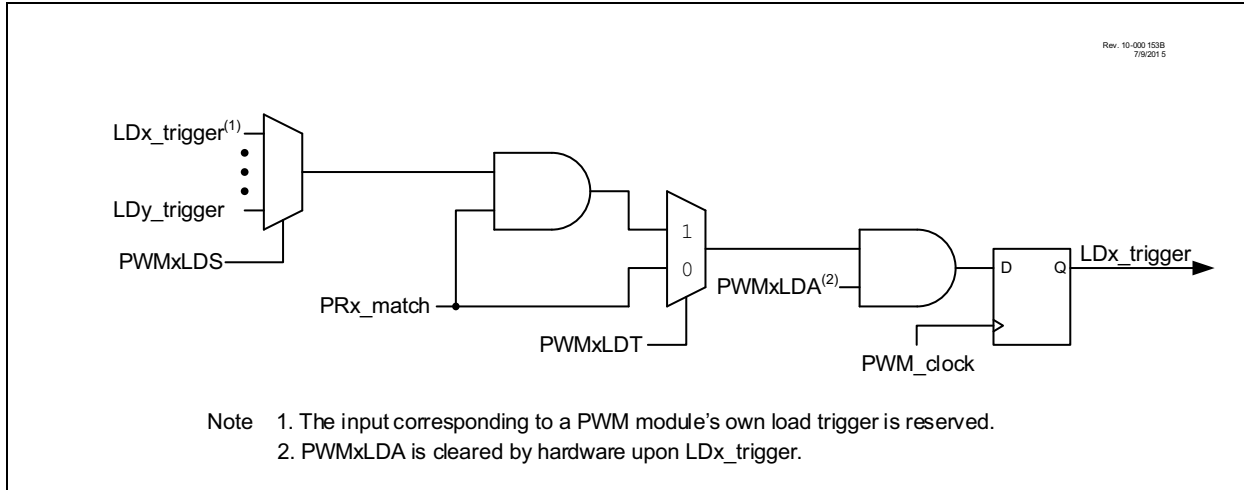 Rev. 10-000 153B
7/9/201 5
LDx_trigger(1)
LDy_trigger
PWMxLDS
PRx_match
1
0
PWMxLDT
PWMxLDA(2)
D Q
LDx_trigger
PWM_clock
Note 1. The input corresponding to a PWM module's own load trigger is reserved.
2. PWMxLDA is cleared by hardware upon LDx_trigger.